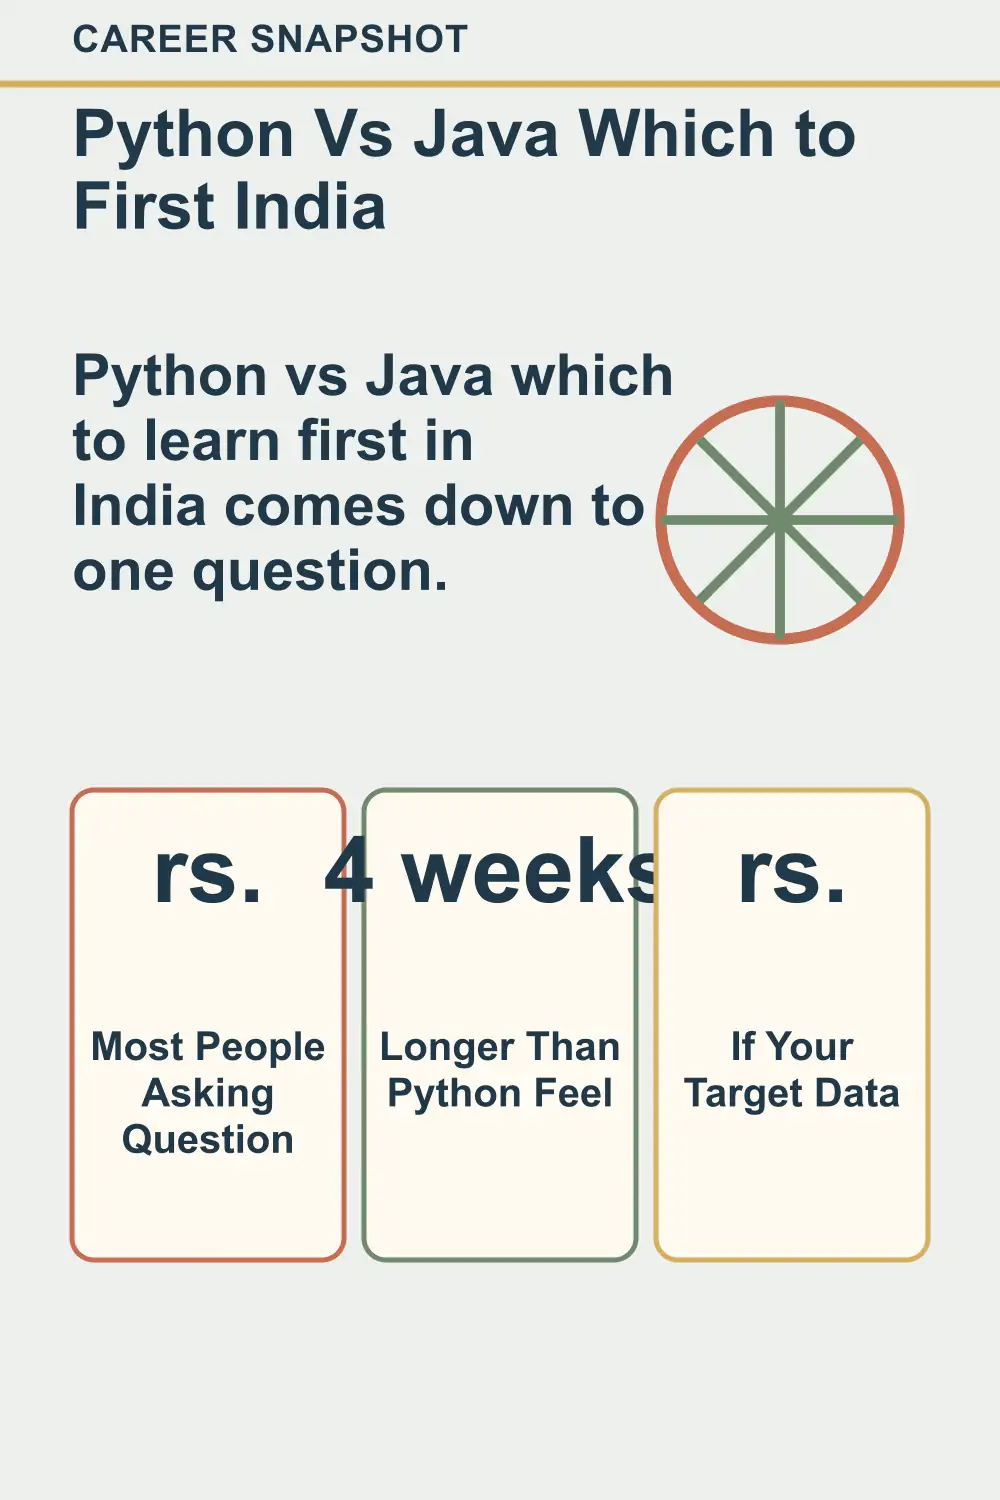 CAREER SNAPSHOT
Python Vs Java Which to
First India
Python vs Java which
to learn first in
India comes down to
one question.
rs.
Most People
Asking
Question
4 weeks
Longer Than
Python Feel
rs.
If Your
Target Data